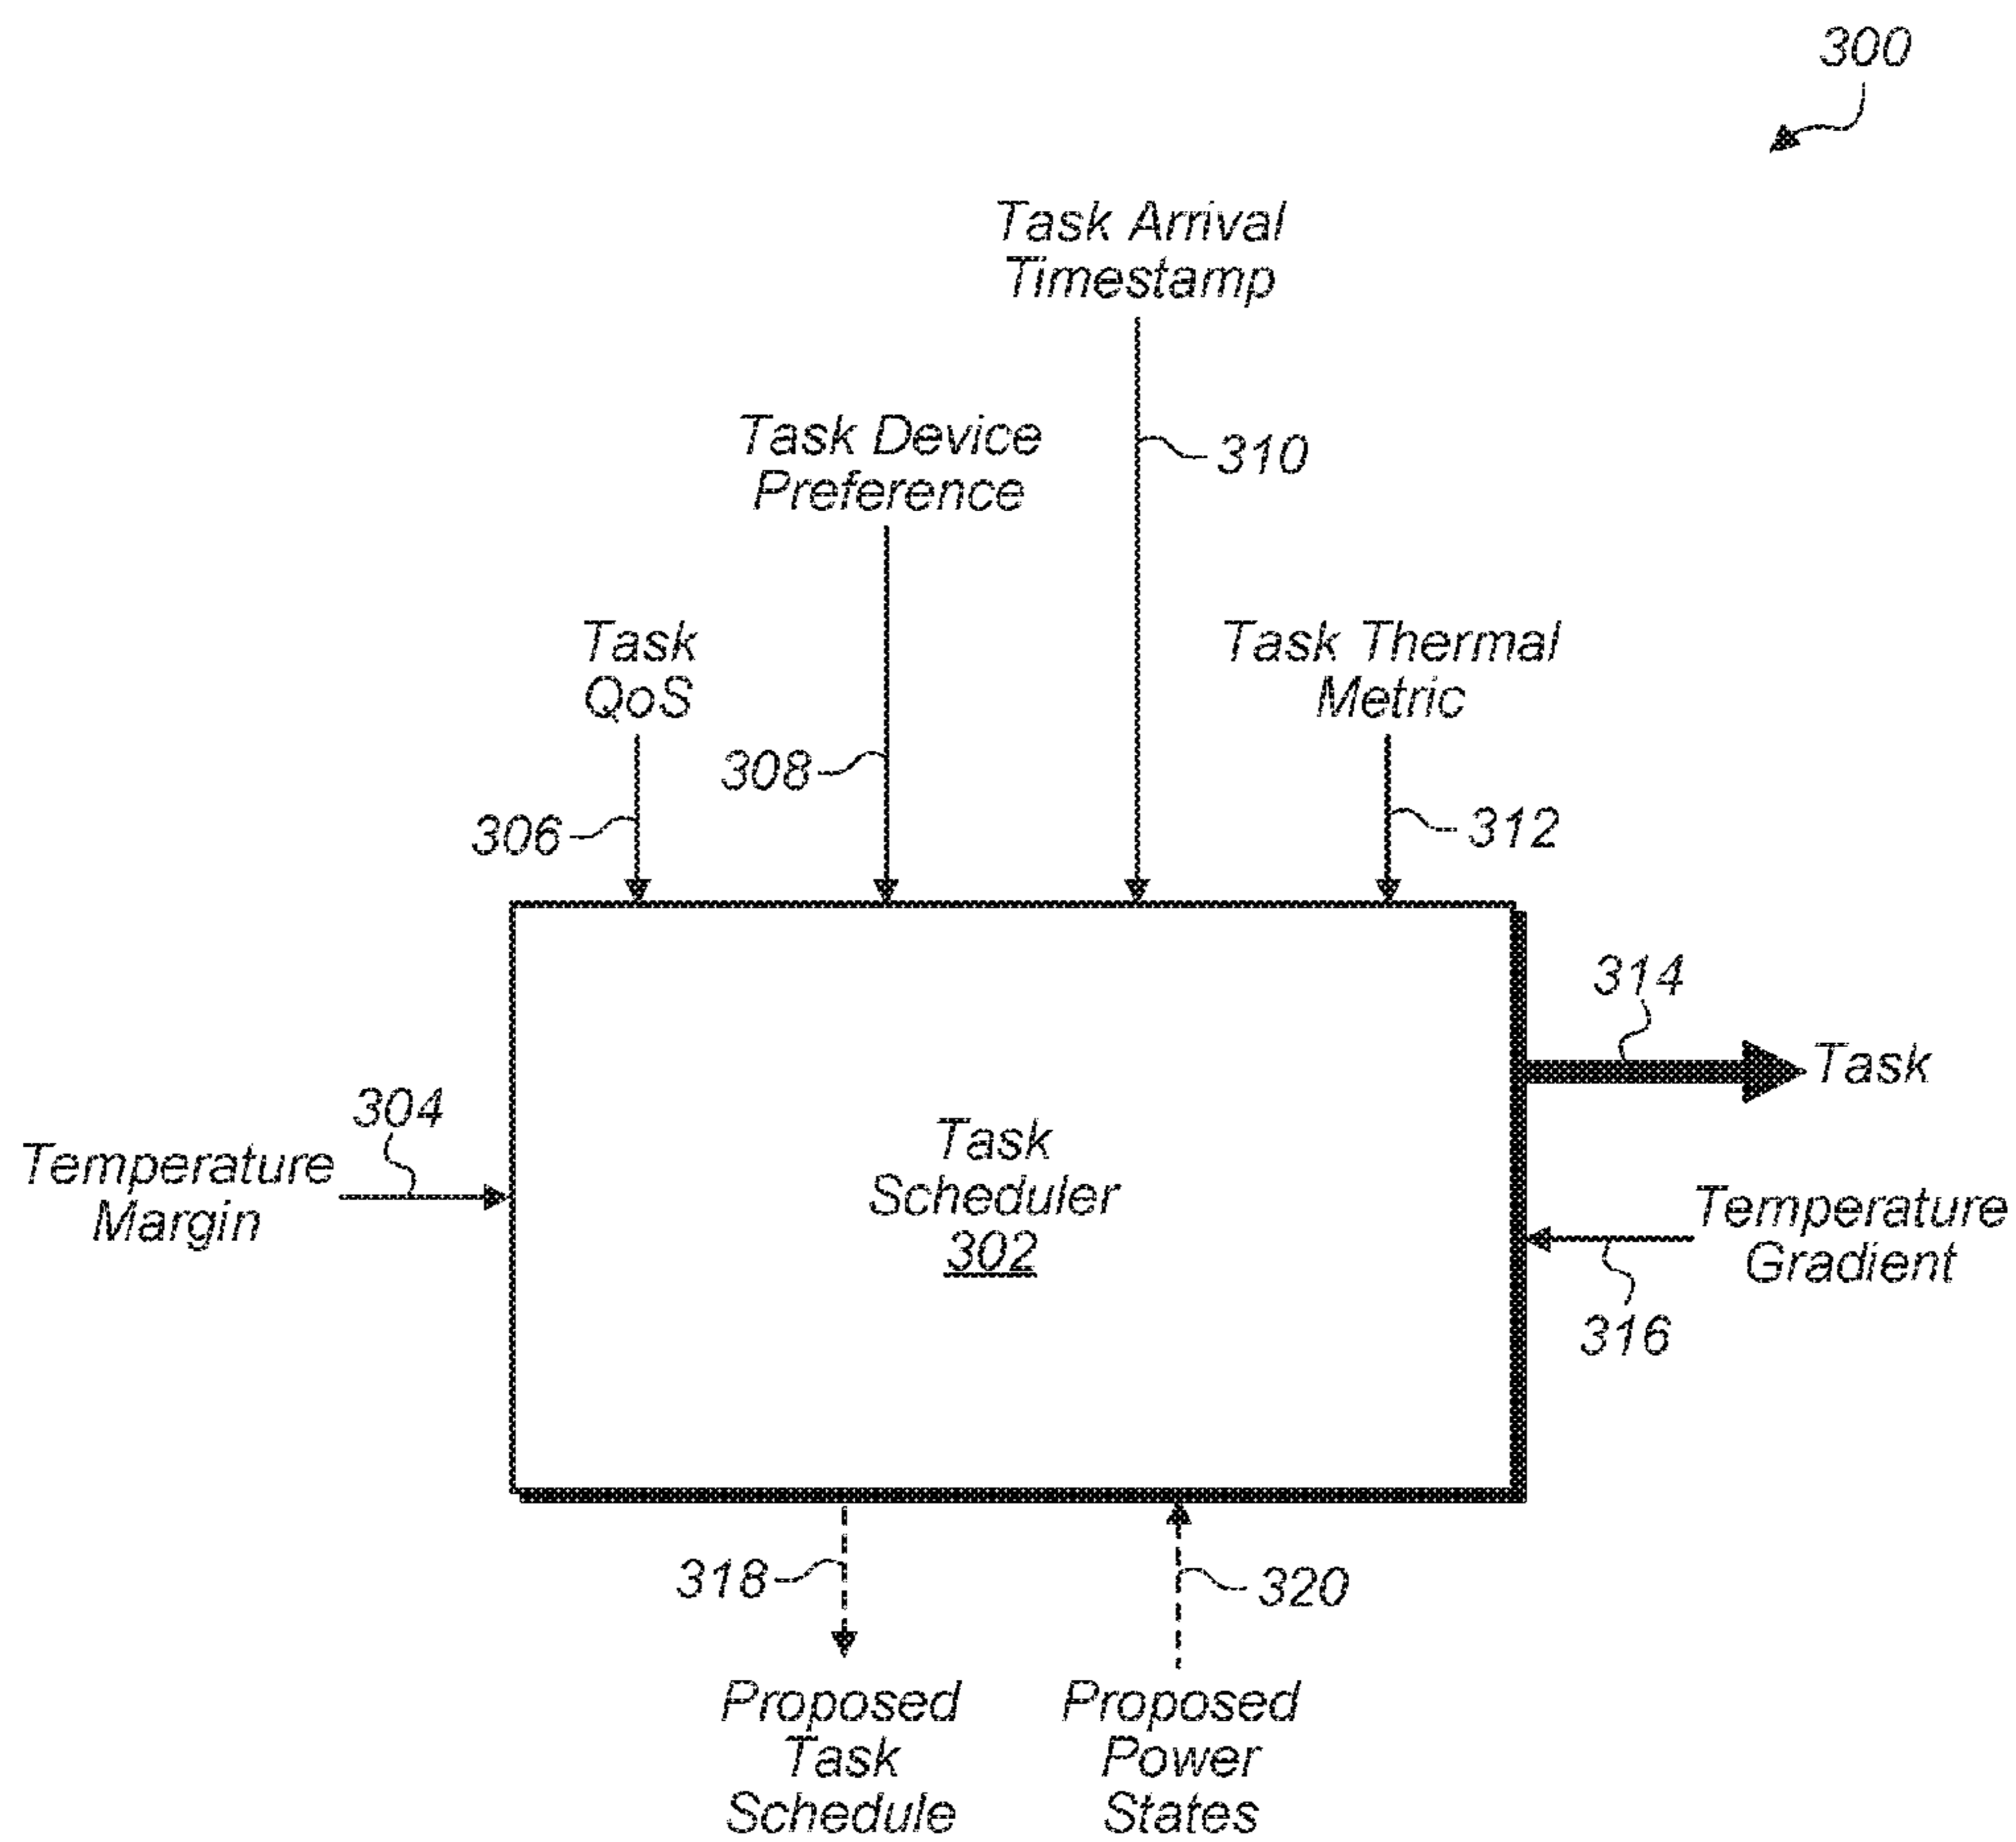 300
Task Arrival
Timestamp
310
Task Device
Preference
308
Task
QoS
306
Task Thermal
Metric
312
314
Task
304
Temperature
Margin
Task
Scheduler
302
Temperature
Gradient
316
318
320
Proposed
Task
Schedule
Proposed
Power
States